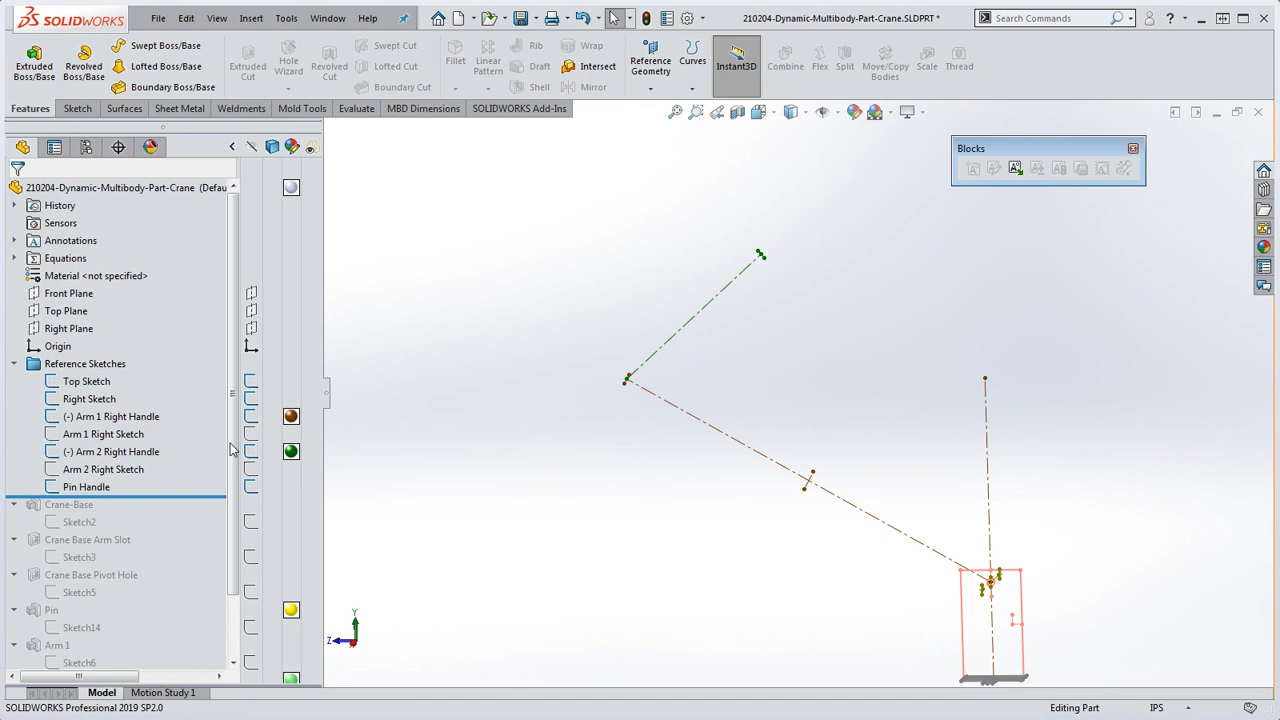 SOLIDWORKS
File Edit View Insert Tools Window Help
210204-Dynamic-Multibody-Part-Crane.SLDPRT *
Search Commands
Extruded Boss/Base
Revolved Boss/Base
Swept Boss/Base
Lofted Boss/Base
Boundary Boss/Base
Extruded Cut
Hole Wizard
Revolved Cut
Swept Cut
Lofted Cut
Boundary Cut
Fillet
Linear Pattern
Rib
Draft
Shell
Wrap
Intersect
Mirror
Reference Geometry
Curves
Instant3D
Combine
Flex
Split
Move/Copy Bodies
Scale
Thread
Features Sketch Surfaces Sheet Metal Weldments Mold Tools Evaluate MBD Dimensions SOLIDWORKS Add-Ins
Blocks
210204-Dynamic-Multibody-Part-Crane (Defau
History
Sensors
Annotations
Equations
Material <not specified>
Front Plane
Top Plane
Right Plane
Origin
Reference Sketches
Top Sketch
Right Sketch
(-) Arm 1 Right Handle
Arm 1 Right Sketch
(-) Arm 2 Right Handle
Arm 2 Right Sketch
Pin Handle
Crane-Base
Sketch2
Crane Base Arm Slot
Sketch3
Crane Base Pivot Hole
Sketch5
Pin
Sketch14
Arm 1
Sketch6
Y
Z
Model Motion Study 1
SOLIDWORKS Professional 2019 SP2.0
Editing Part
IPS